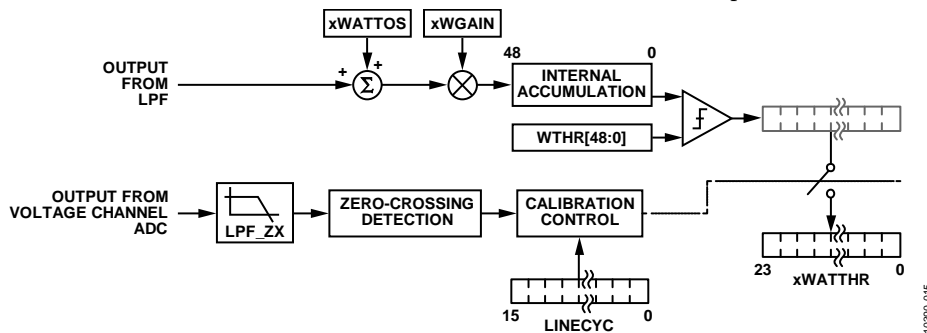 xWATTOS
xWGAIN
48
0
OUTPUT
FROM
LPF
+
+
Σ
INTERNAL
ACCUMULATION
WTHR[48:0]
OUTPUT FROM
VOLTAGE CHANNEL
ADC
LPF_ZX
ZERO-CROSSING
DETECTION
CALIBRATION
CONTROL
23
0
xWATTHR
15
0
LINECYC